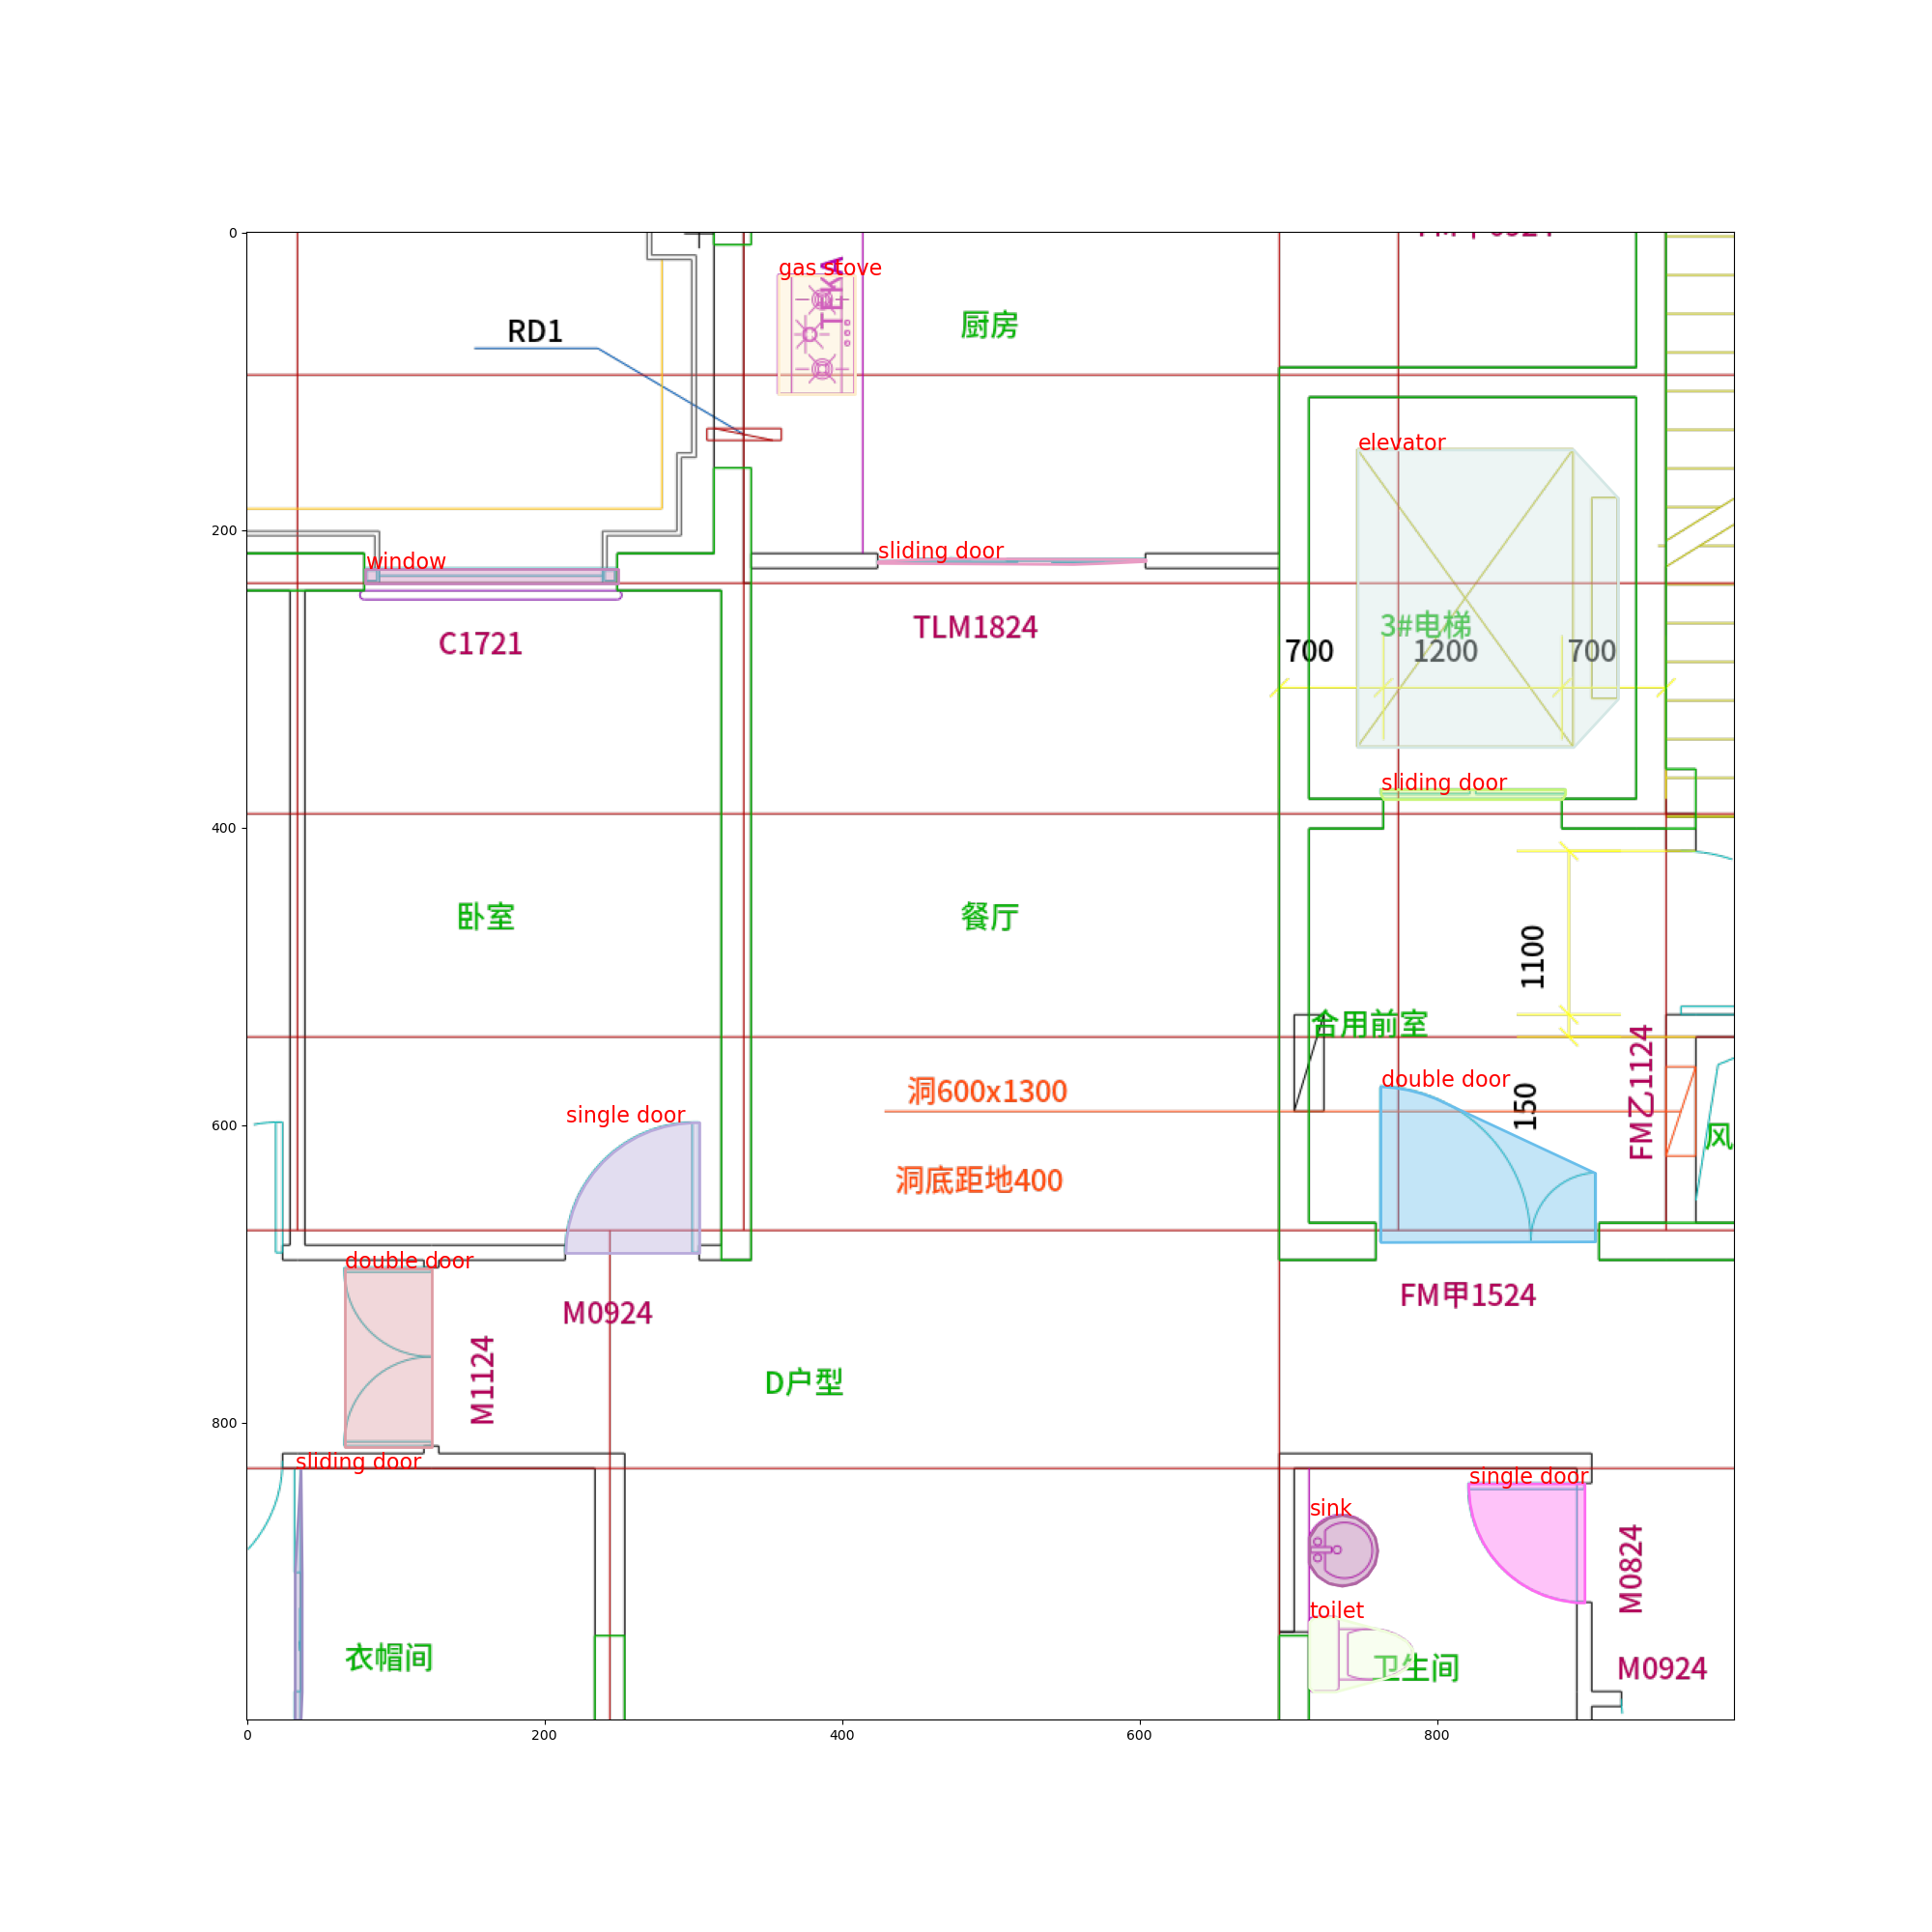 0
gas stove
TEKA
厨房
RD1
elevator
200
window
sliding door
C1721
TLM1824
3#电梯
700
1200
700
sliding door
400
卧室
餐厅
1100
合用前室
FM乙1124
洞600x1300
double door
150
single door
600
风
洞底距地400
double door
M0924
FM甲1524
M1124
D户型
800
sliding door
single door
sink
M0824
toilet
衣帽间
卫生间
M0924
0
200
400
600
800